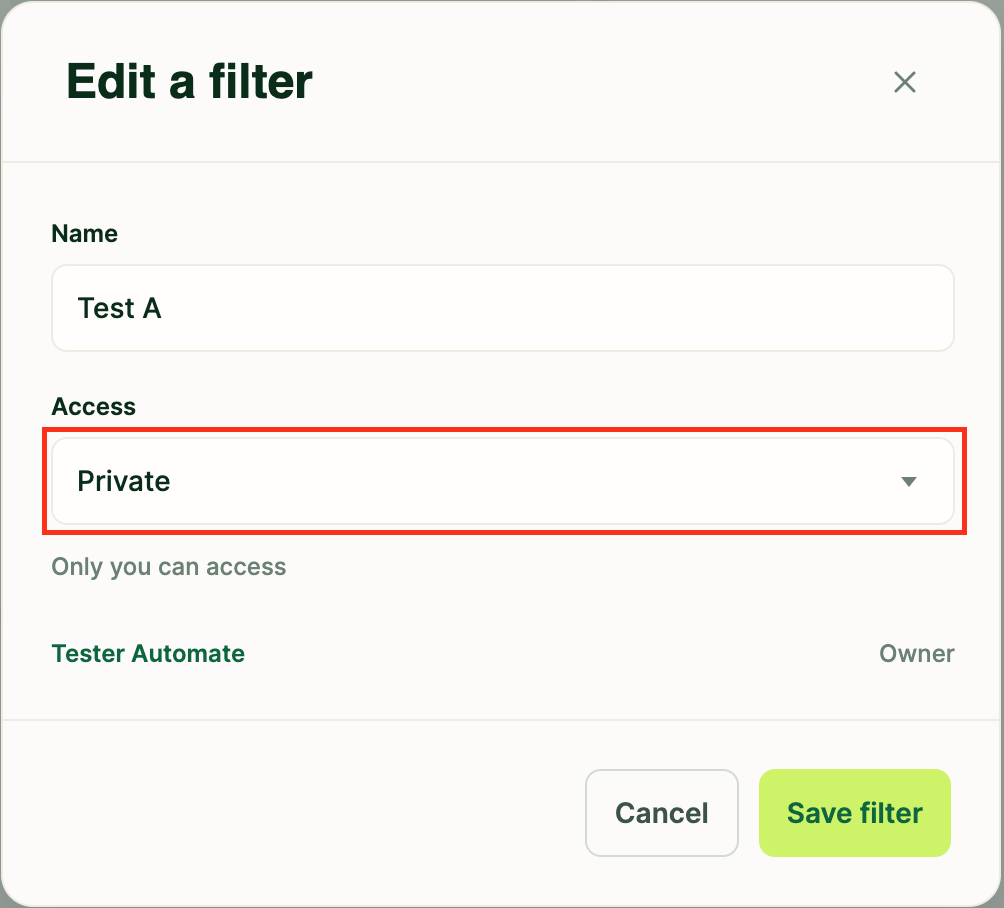 Edit a filter
Name
Test A
Access
Private
Only you can access
Tester Automate Owner
Cancel Save filter